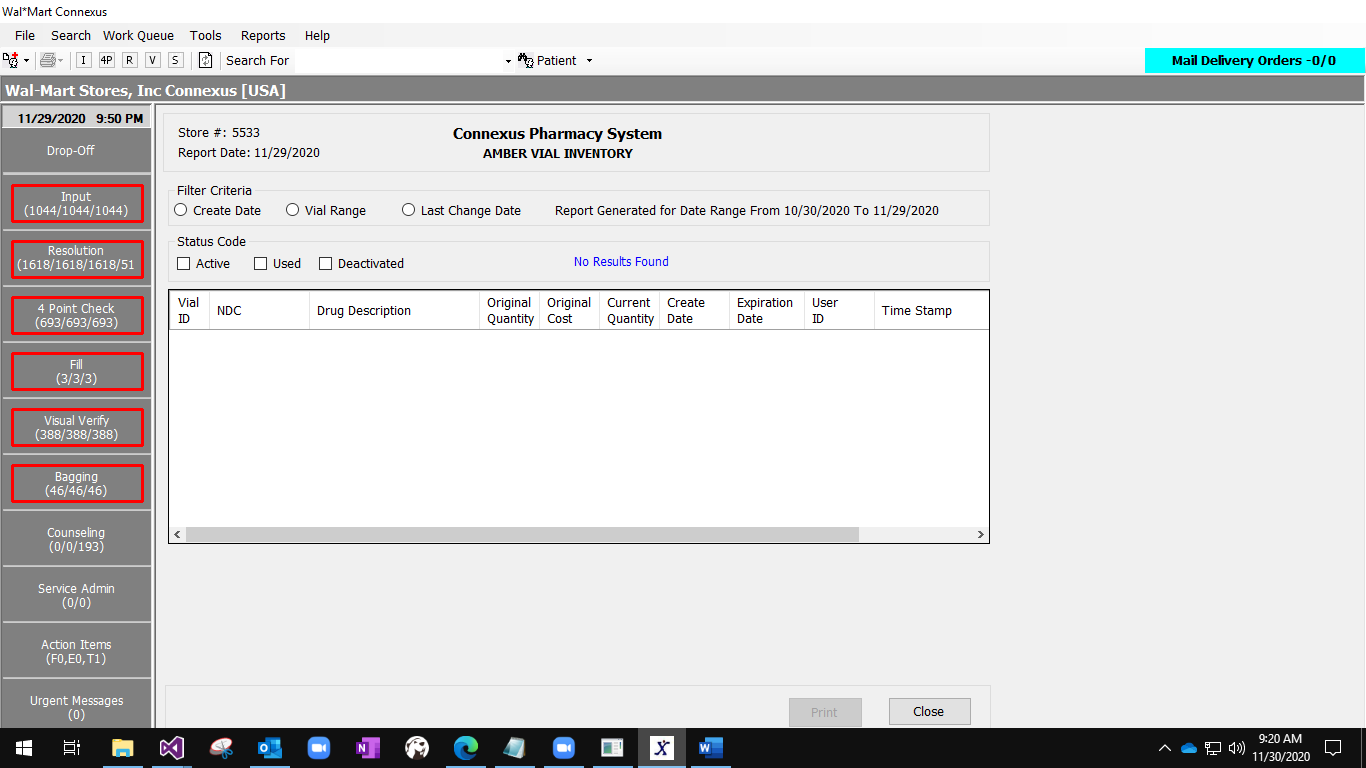 Wal*Mart Connexus
File Search Work Queue Tools Reports Help
I 4P R V S Search For Patient Mail Delivery Orders -0/0
Wal-Mart Stores, Inc Connexus [USA]
11/29/2020 9:50 PM
Drop-Off
Input
(1044/1044/1044)
Resolution
(1618/1618/1618/51
4 Point Check
(693/693/693)
Fill
(3/3/3)
Visual Verify
(388/388/388)
Bagging
(46/46/46)
Counseling
(0/0/193)
Service Admin
(0/0)
Action Items
(F0,E0,T1)
Urgent Messages
(0)
Store #: 5533
Report Date: 11/29/2020
Connexus Pharmacy System
AMBER VIAL INVENTORY
Filter Criteria
Create Date Vial Range Last Change Date Report Generated for Date Range From 10/30/2020 To 11/29/2020
Status Code
Active Used Deactivated No Results Found
Vial ID NDC Drug Description Original Quantity Original Cost Current Quantity Create Date Expiration Date User ID Time Stamp
Print Close
9:20 AM
11/30/2020